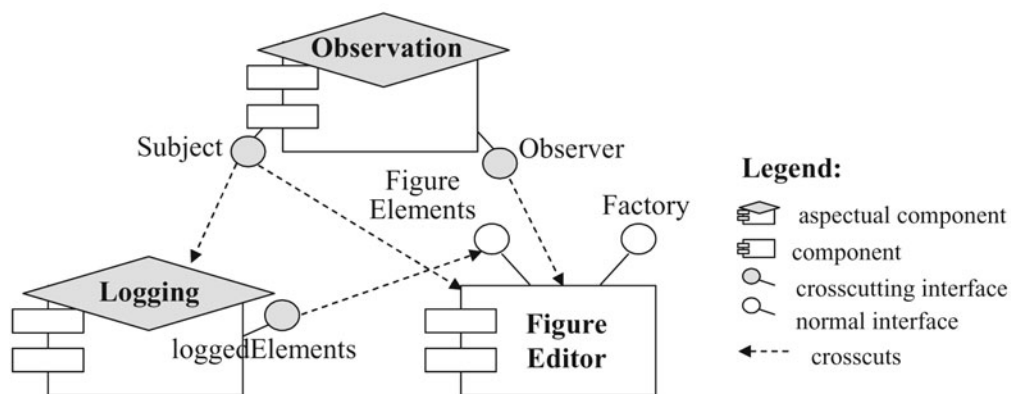 Observation
Subject
Observer
Figure
Elements
Factory
Logging
loggedElements
Figure
Editor
Legend:
aspectual component
component
crosscutting interface
normal interface
crosscuts